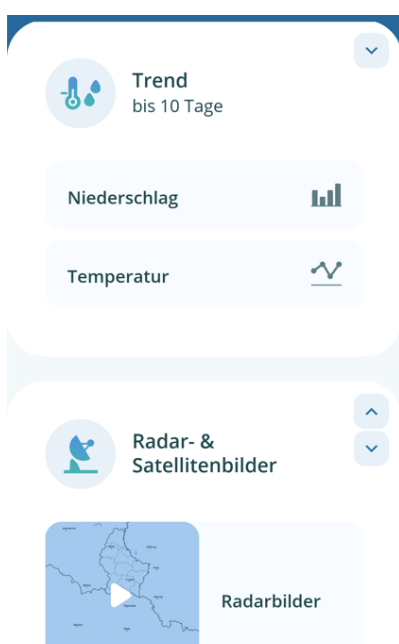 Trend
bis 10 Tage
Niederschlag
Temperatur
Radar- &
Satellitenbilder
Radarbilder